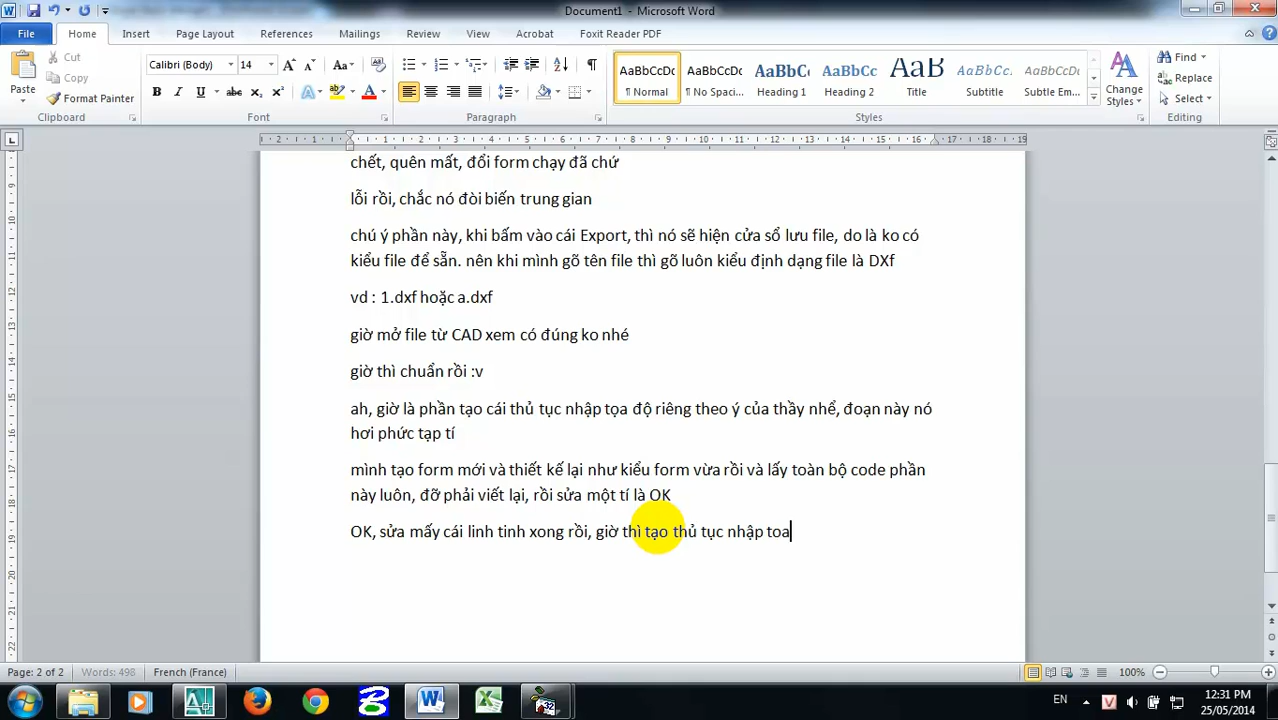 Document1 - Microsoft Word
File Home Insert Page Layout References Mailings Review View Acrobat Foxit Reader PDF
Paste
Cut
Copy
Format Painter
Clipboard
Calibri (Body) 14
Font
Paragraph
AaBbCcDc AaBbCcDc AaBbC AaBbCc AaB AaBbCc. AaBbCcDc
¶ Normal ¶ No Spaci... Heading 1 Heading 2 Title Subtitle Subtle Em...
Styles
Change
Styles
Find
Replace
Select
Editing
chết, quên mất, đổi form chạy đã chứ
lỗi rồi, chắc nó đòi biến trung gian
chú ý phần này, khi bấm vào cái Export, thì nó sẽ hiện cửa sổ lưu file, do là ko có
kiểu file để sẵn. nên khi mình gõ tên file thì gõ luôn kiểu định dạng file là DXf
vd : 1.dxf hoặc a.dxf
giờ mở file từ CAD xem có đúng ko nhé
giờ thì chuẩn rồi :v
ah, giờ là phần tạo cái thủ tục nhập tọa độ riêng theo ý của thầy nhể, đoạn này nó
hơi phức tạp tí
mình tạo form mới và thiết kế lại như kiểu form vừa rồi và lấy toàn bộ code phần
này luôn, đỡ phải viết lại, rồi sửa một tí là OK
OK, sửa mấy cái linh tinh xong rồi, giờ thì tạo thủ tục nhập toa
Page: 2 of 2 Words: 498 French (France) 100%
EN 12:31 PM
25/05/2014